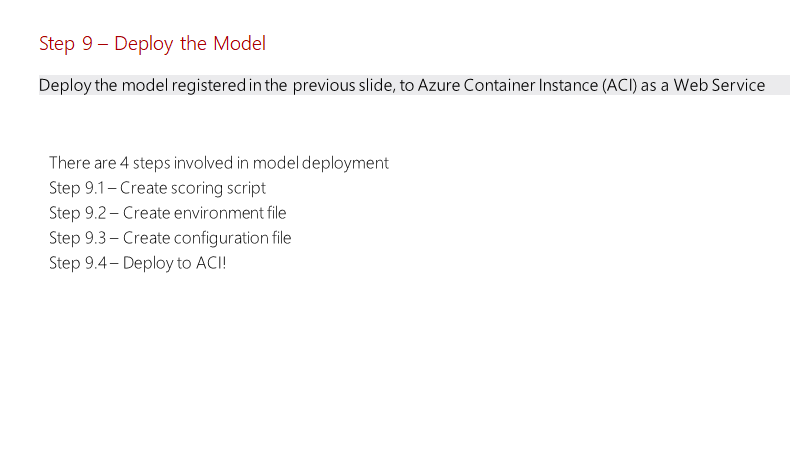 Step 9 – Deploy the Model
Deploy the model registered in the previous slide, to Azure Container Instance (ACI) as a Web Service
There are 4 steps involved in model deployment
Step 9.1 – Create scoring script
Step 9.2 – Create environment file
Step 9.3 – Create configuration file
Step 9.4 – Deploy to ACI!